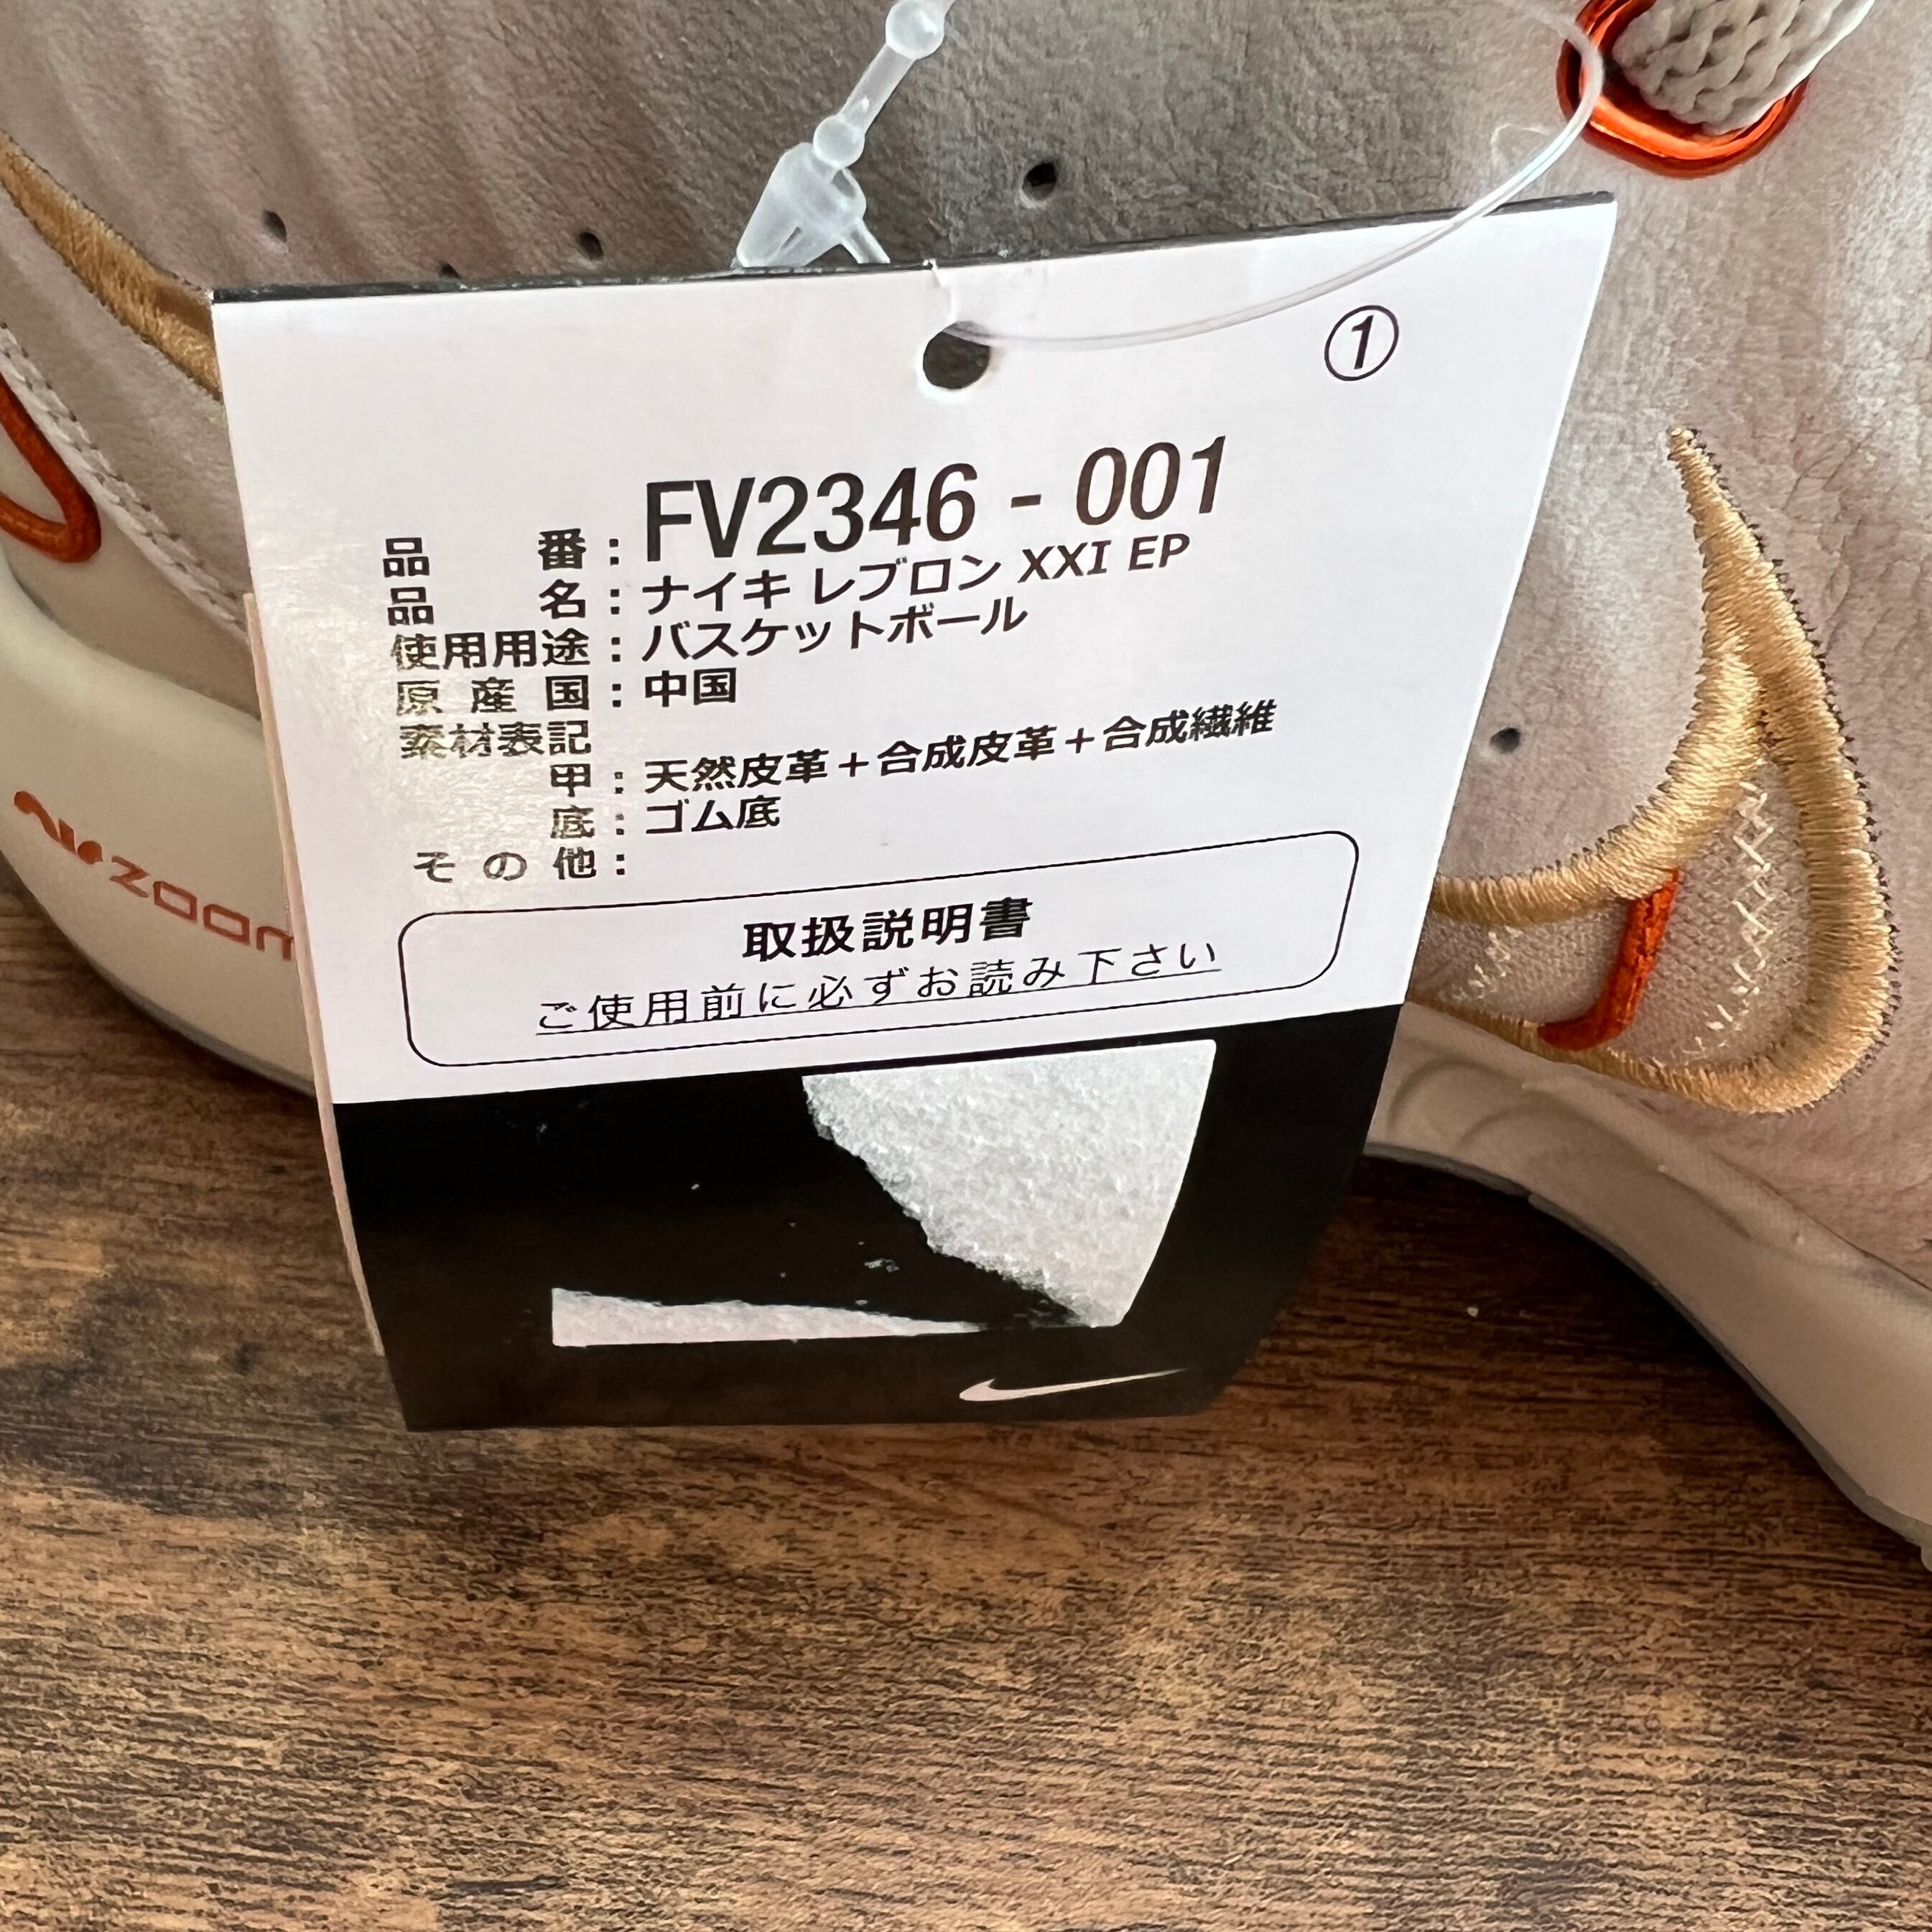 ①
品 番：FV2346 - 001
品 名：ナイキ レブロン XXI EP
使用用途：バスケットボール
原 産 国：中国
素材表記
甲：天然皮革＋合成皮革＋合成繊維
底：ゴム底
そ の 他：
取扱説明書
ご使用前に必ずお読み下さい
zoom